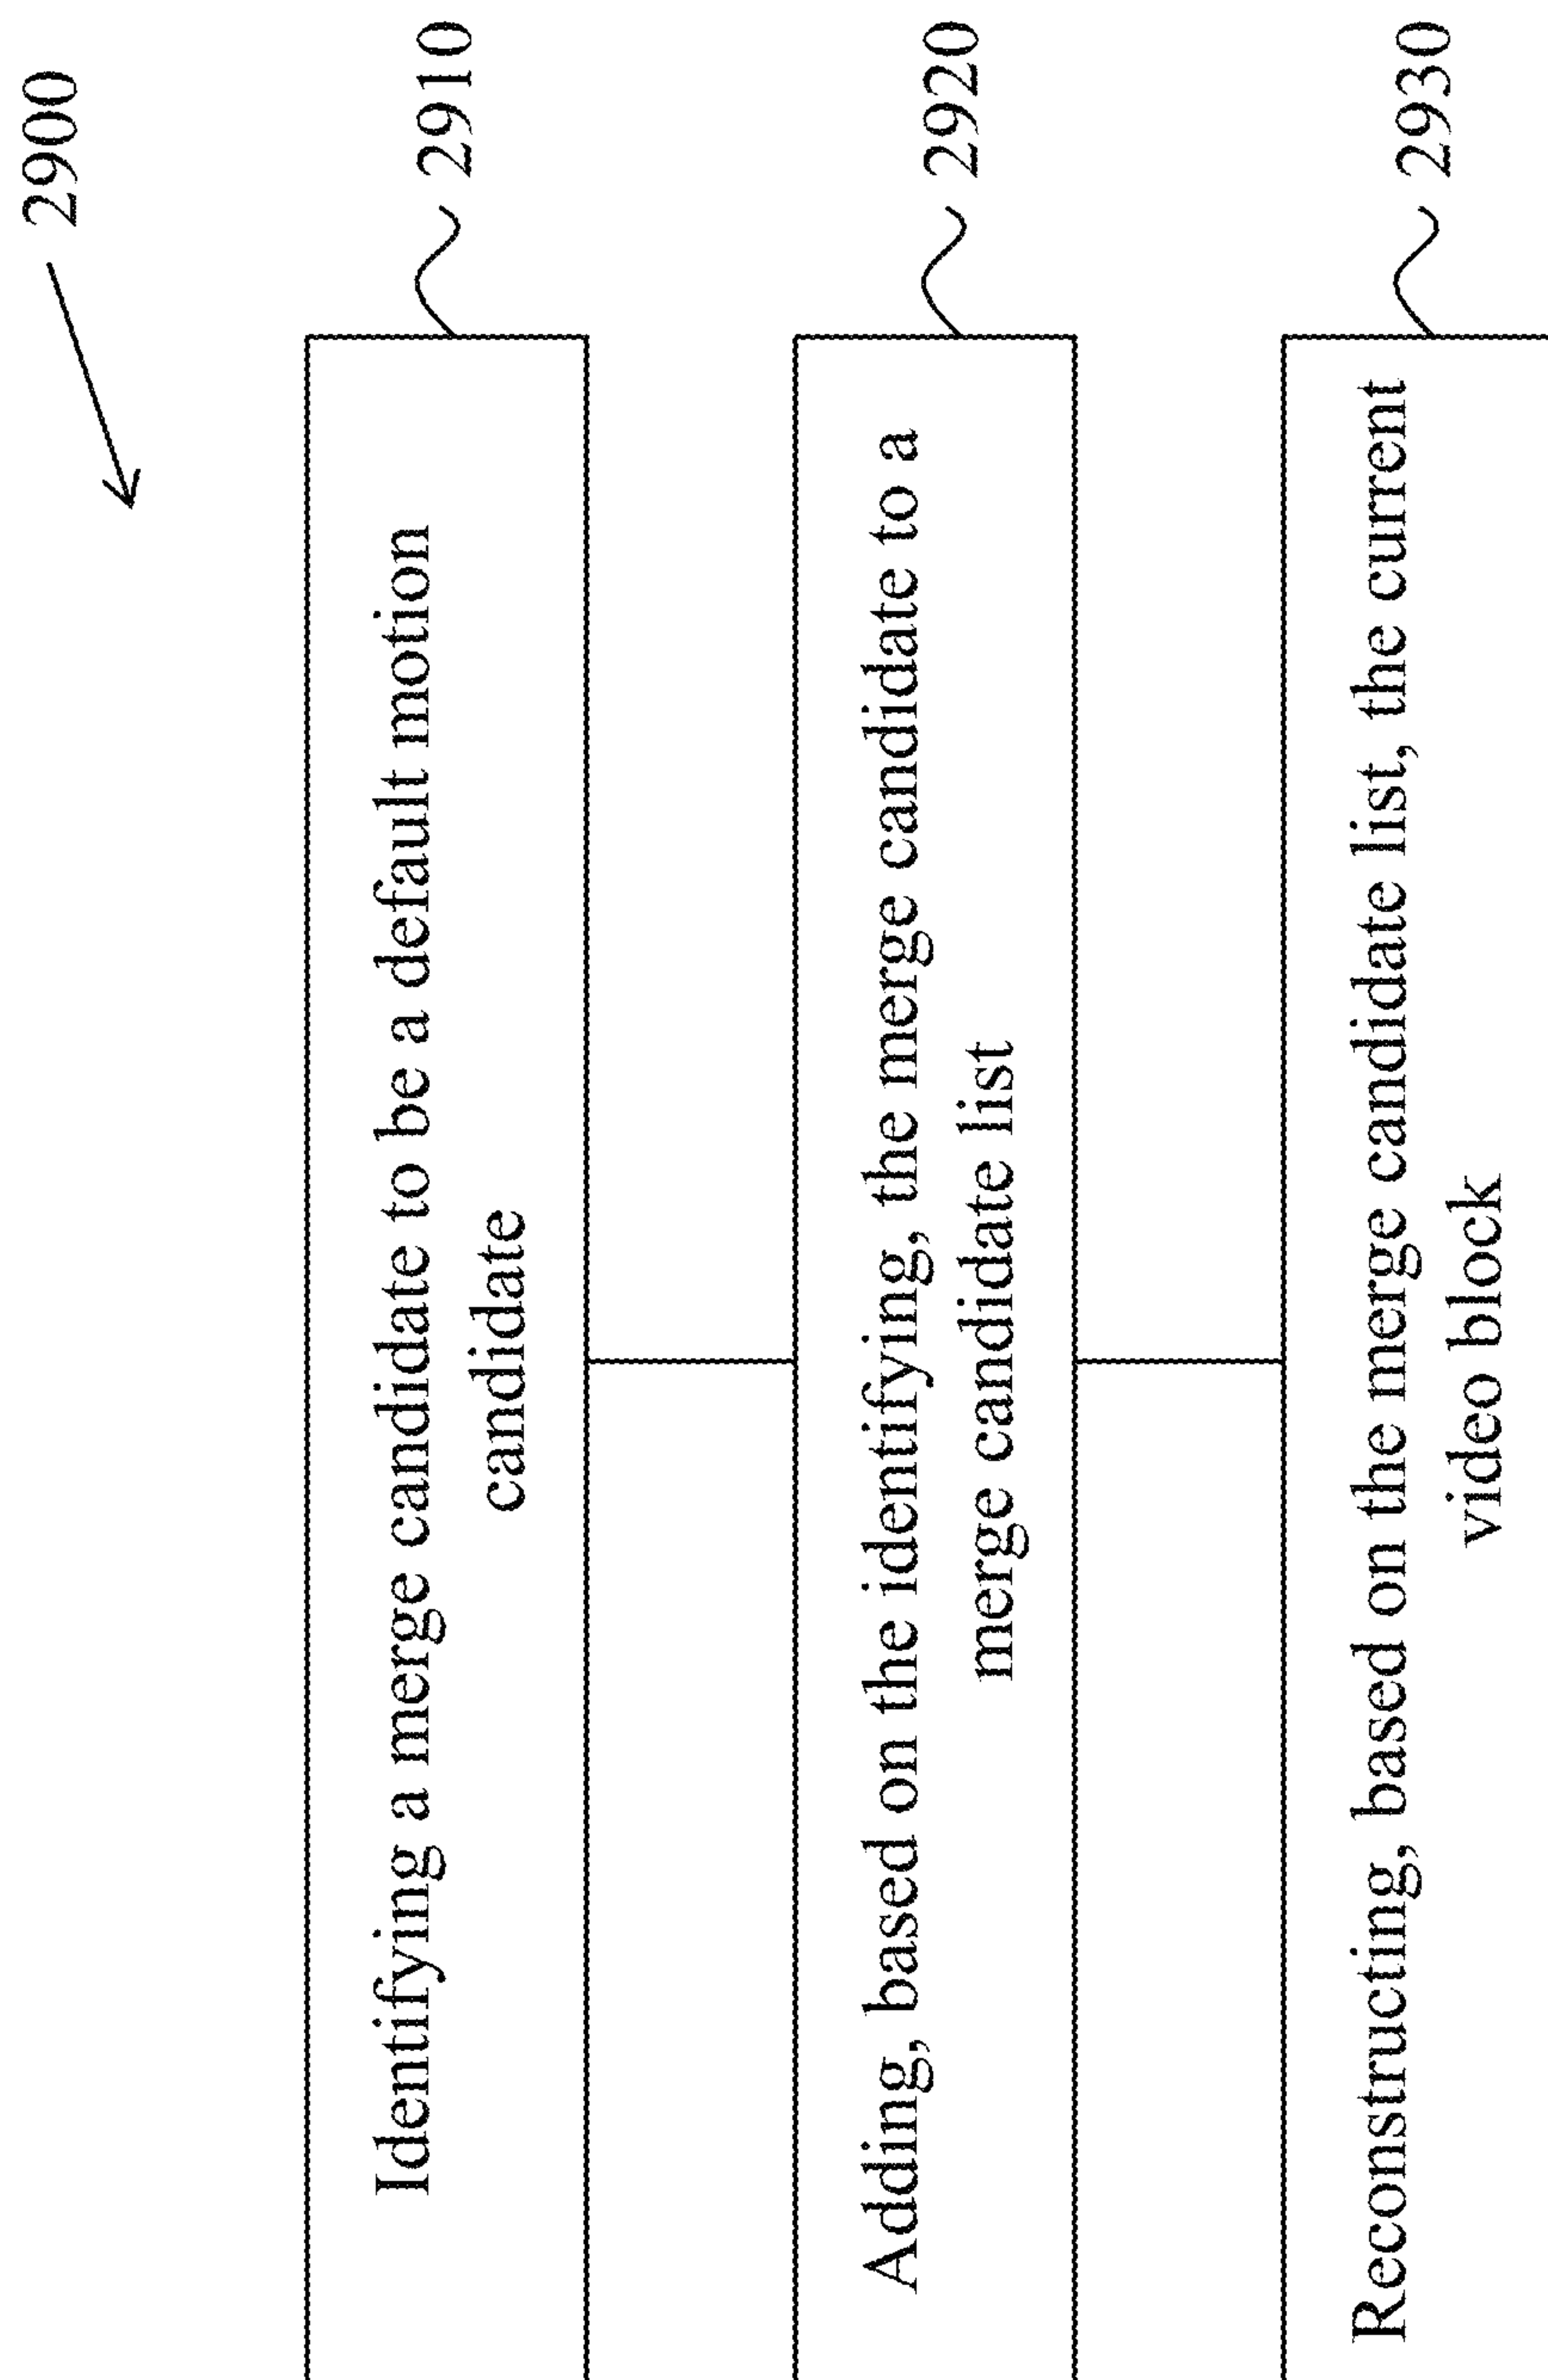 2900
Identifying a merge candidate to be a default motion
candidate
2910
Adding, based on the identifying, the merge candidate to a
merge candidate list
2920
Reconstructing, based on the merge candidate list, the current
video block
2930